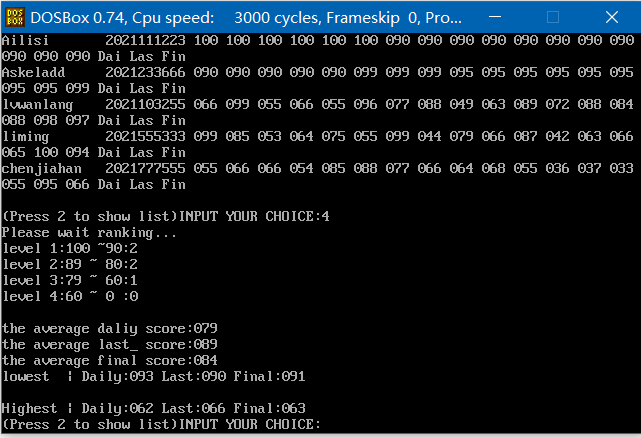 DOSBox 0.74, Cpu speed: 3000 cycles, Frameskip 0, Pro...
Ailisi 2021111223 100 100 100 100 100 100 090 090 090 090 090 090 090 090
090 090 090 Dai Las Fin
Askeladd 2021233666 090 090 090 090 090 099 099 099 095 095 095 095 095 095
095 095 099 Dai Las Fin
lvwanlang 2021103255 066 099 055 066 055 096 077 088 049 063 089 072 088 084
088 098 097 Dai Las Fin
liming 2021555333 099 085 053 064 075 055 099 044 079 066 087 042 063 066
065 100 094 Dai Las Fin
chenjiahan 2021777555 055 066 066 054 085 088 077 066 064 068 055 036 037 033
055 095 066 Dai Las Fin
(Press 2 to show list)INPUT YOUR CHOICE:4
Please wait ranking...
level 1:100 ~90:2
level 2:89 ~ 80:2
level 3:79 ~ 60:1
level 4:60 ~ 0 :0
the average daliy score:079
the average last_ score:089
the average final score:084
lowest ¦ Daily:093 Last:090 Final:091
Highest ¦ Daily:062 Last:066 Final:063
(Press 2 to show list)INPUT YOUR CHOICE: